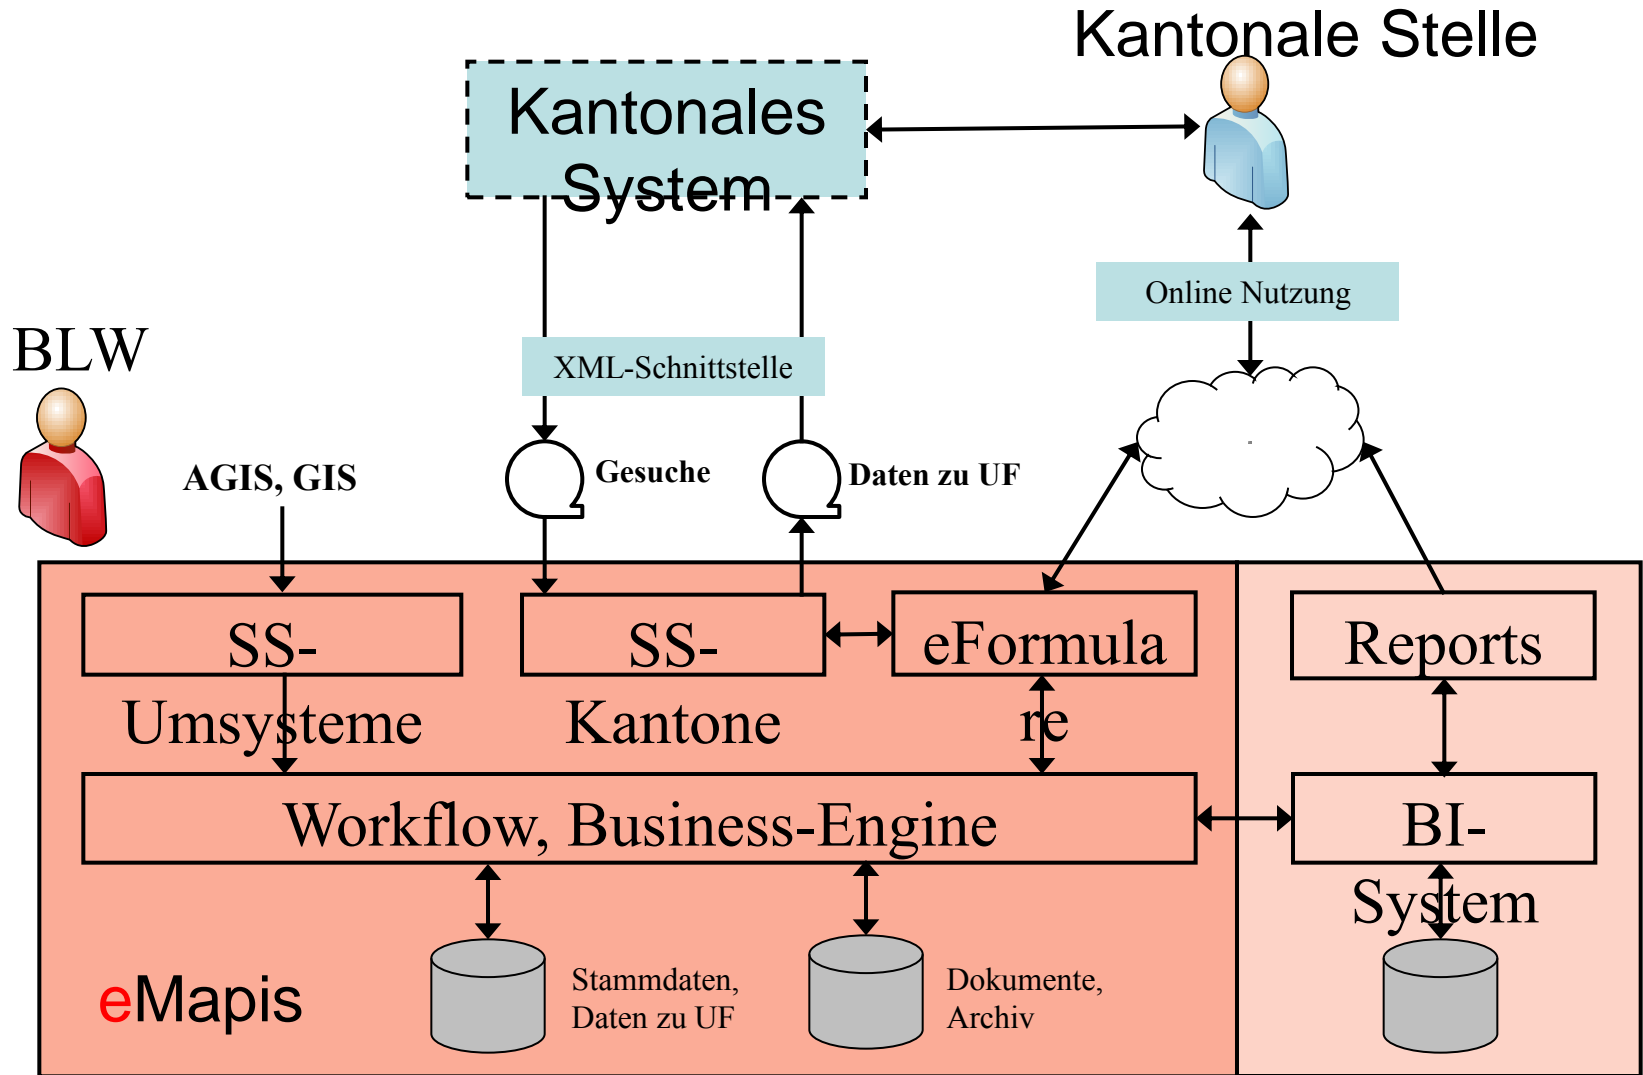 Kantonale Stelle
Kantonales
System
Online Nutzung
BLW
XML-Schnittstelle
AGIS, GIS
Gesuche
Daten zu UF
SS-
Umsysteme
SS-
Kantone
eFormula
re
Reports
Workflow, Business-Engine
BI-
System
eMapis
Stammdaten,
Daten zu UF
Dokumente,
Archiv